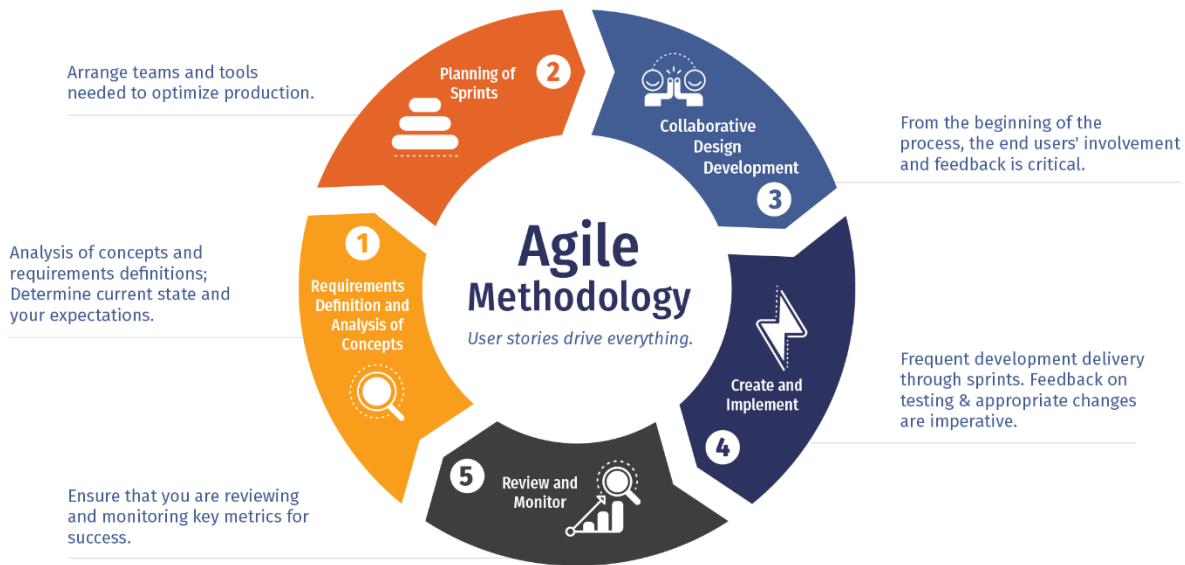 Agile
Methodology
User stories drive everything.
1
Requirements
Definition and
Analysis of
Concepts
Analysis of concepts and
requirements definitions;
Determine current state and
your expectations.
2
Planning of
Sprints
Arrange teams and tools
needed to optimize production.
Collaborative
Design
Development
3
From the beginning of the
process, the end users' involvement
and feedback is critical.
Create and
Implement
4
Frequent development delivery
through sprints. Feedback on
testing & appropriate changes
are imperative.
5
Review and
Monitor
Ensure that you are reviewing
and monitoring key metrics for
success.